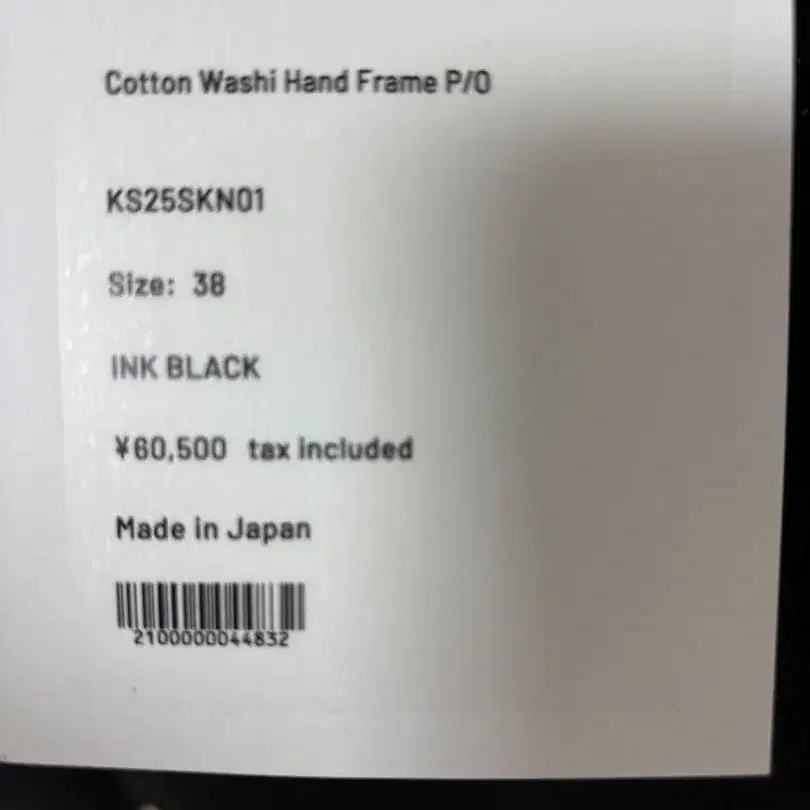 Cotton Washi Hand Frame P/O
KS25SKN01
Size: 38
INK BLACK
¥60,500 tax included
Made in Japan
2100000044832